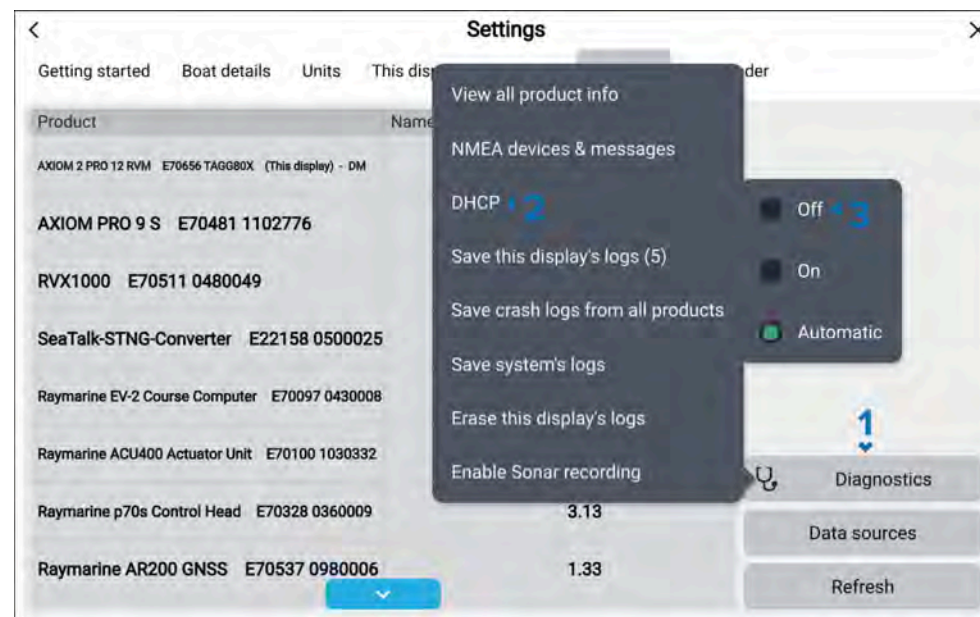 Settings
Getting started Boat details Units This dis der
Product Name
AXIOM 2 PRO 12 RVM E70656 TAGG80X (This display) - DM
AXIOM PRO 9 S E70481 1102776
RVX1000 E70511 0480049
SeaTalk-STNG-Converter E22158 0500025
Raymarine EV-2 Course Computer E70097 0430008
Raymarine ACU400 Actuator Unit E70100 1030332
Raymarine p70s Control Head E70328 0360009 3.13
Raymarine AR200 GNSS E70537 0980006 1.33
View all product info
NMEA devices & messages
DHCP 2
Save this display's logs (5)
Save crash logs from all products
Save system's logs
Erase this display's logs
Enable Sonar recording
Off 3
On
Automatic
1
Diagnostics
Data sources
Refresh